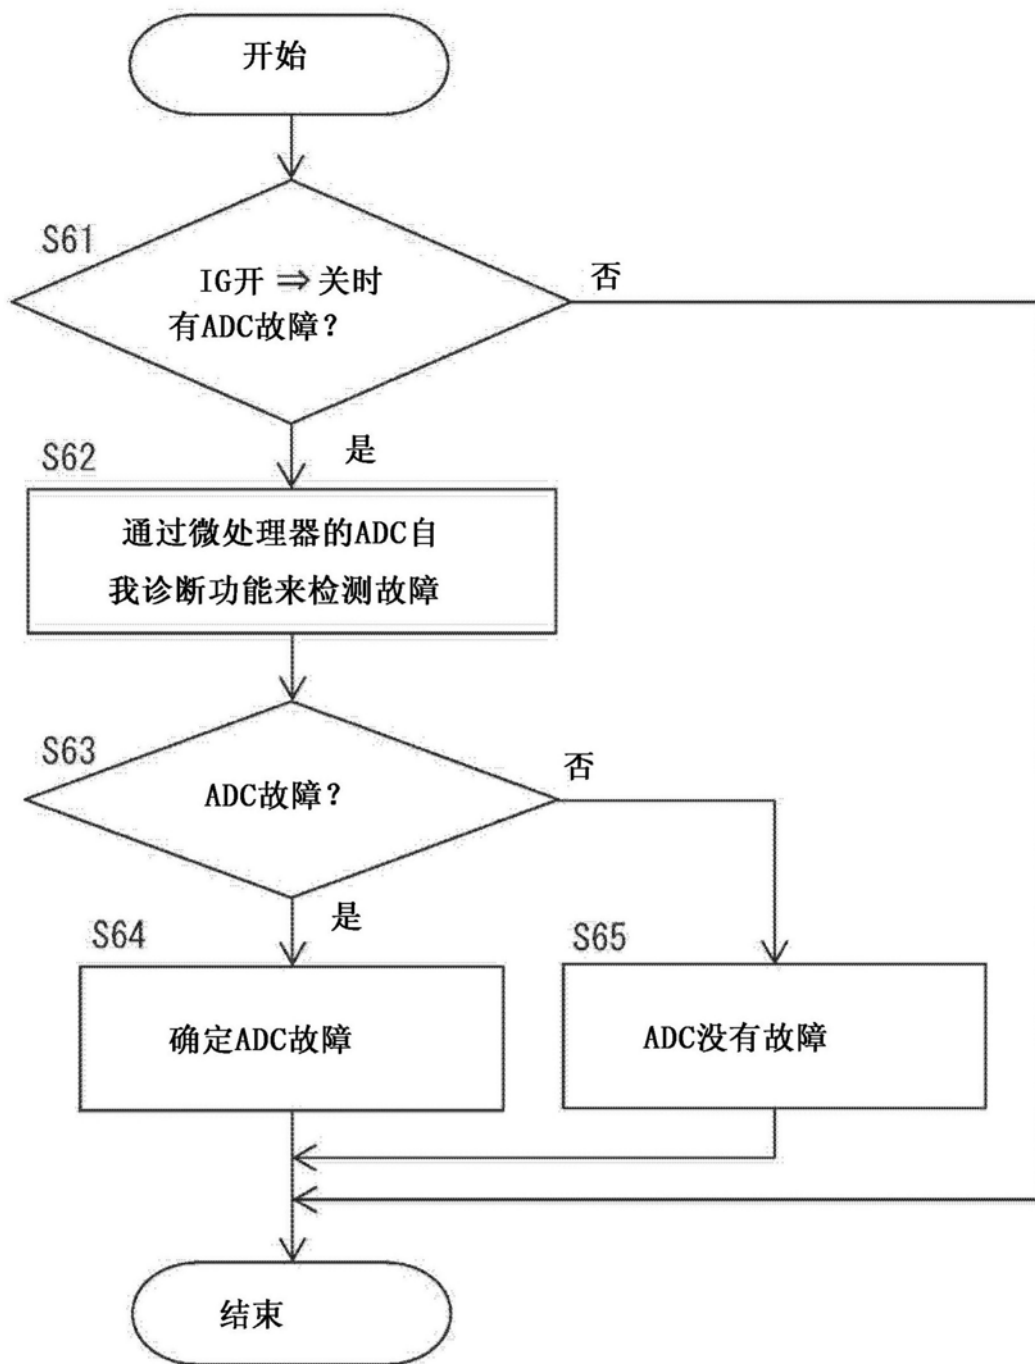 开始
S61
IG开 ⇒ 关时
有ADC故障？
否
是
S62
通过微处理器的ADC自
我诊断功能来检测故障
S63
ADC故障？
否
是
S64
确定ADC故障
S65
ADC没有故障
结束